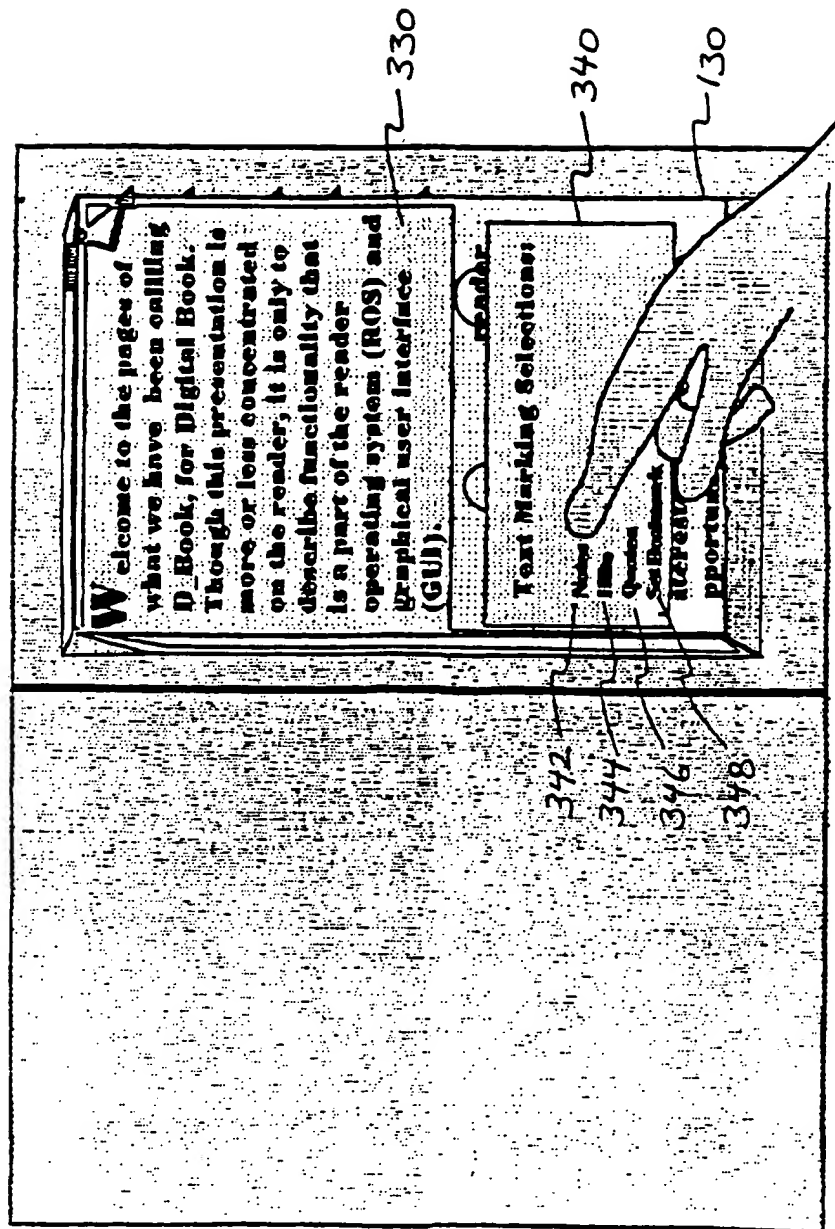 Welcome to the pages of
what we have been calling
D_Book, for Digital Book.
Though this presentation is
more or less concentrated
on the reader, it is only to
describe functionality that
is a part of the reader
operating system (ROS) and
graphical user interface
(GUI).
330
reader
Text Marking Selections:
340
342 Notes
344 Hilite
346 Quotes
348 Set Bookmark
pportun
130